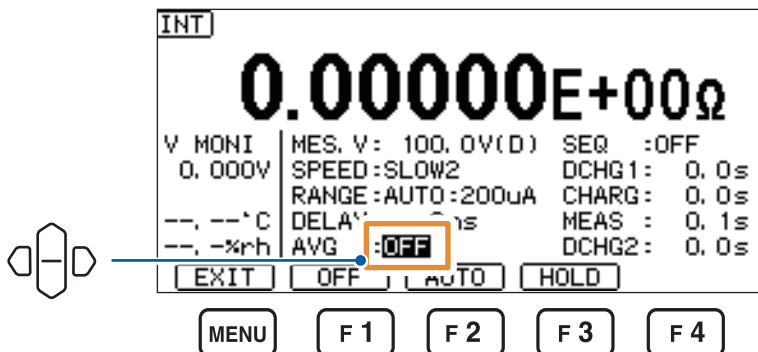 INT
0.00000E+00Ω
V MONI MES.V: 100.0V(D) SEQ :OFF
0.000V SPEED:SLOW2 DCHG1: 0.0s
RANGE:AUTO:200uA CHARG: 0.0s
--.--°C MEAS : 0.1s
--.-%rh AVG :OFF DCHG2: 0.0s
EXIT OFF AUTO HOLD
MENU F1 F2 F3 F4